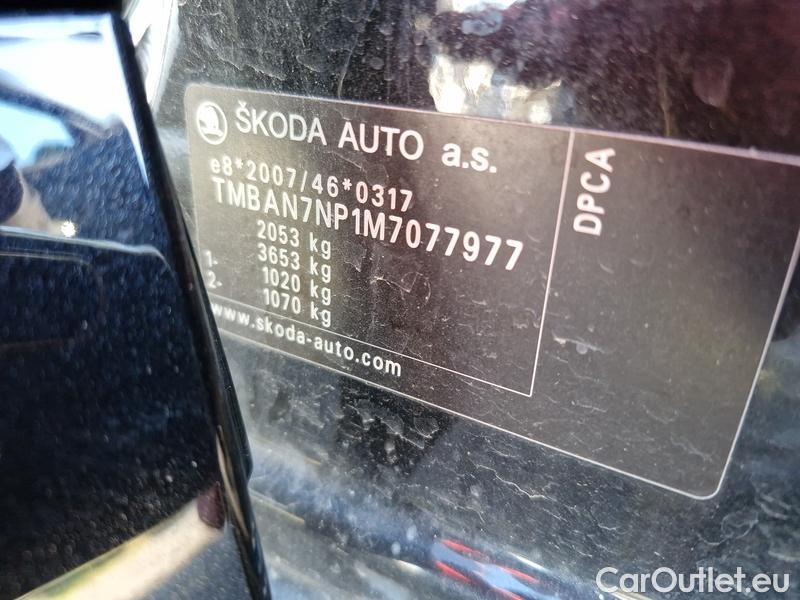 ŠKODA AUTO a.s.
e8*2007/46*0317
TMBAN7NP1M7077977
2053 kg
3653 kg
1- 1020 kg
2- 1070 kg
www.skoda-auto.com
DPCA
CarOutlet.eu